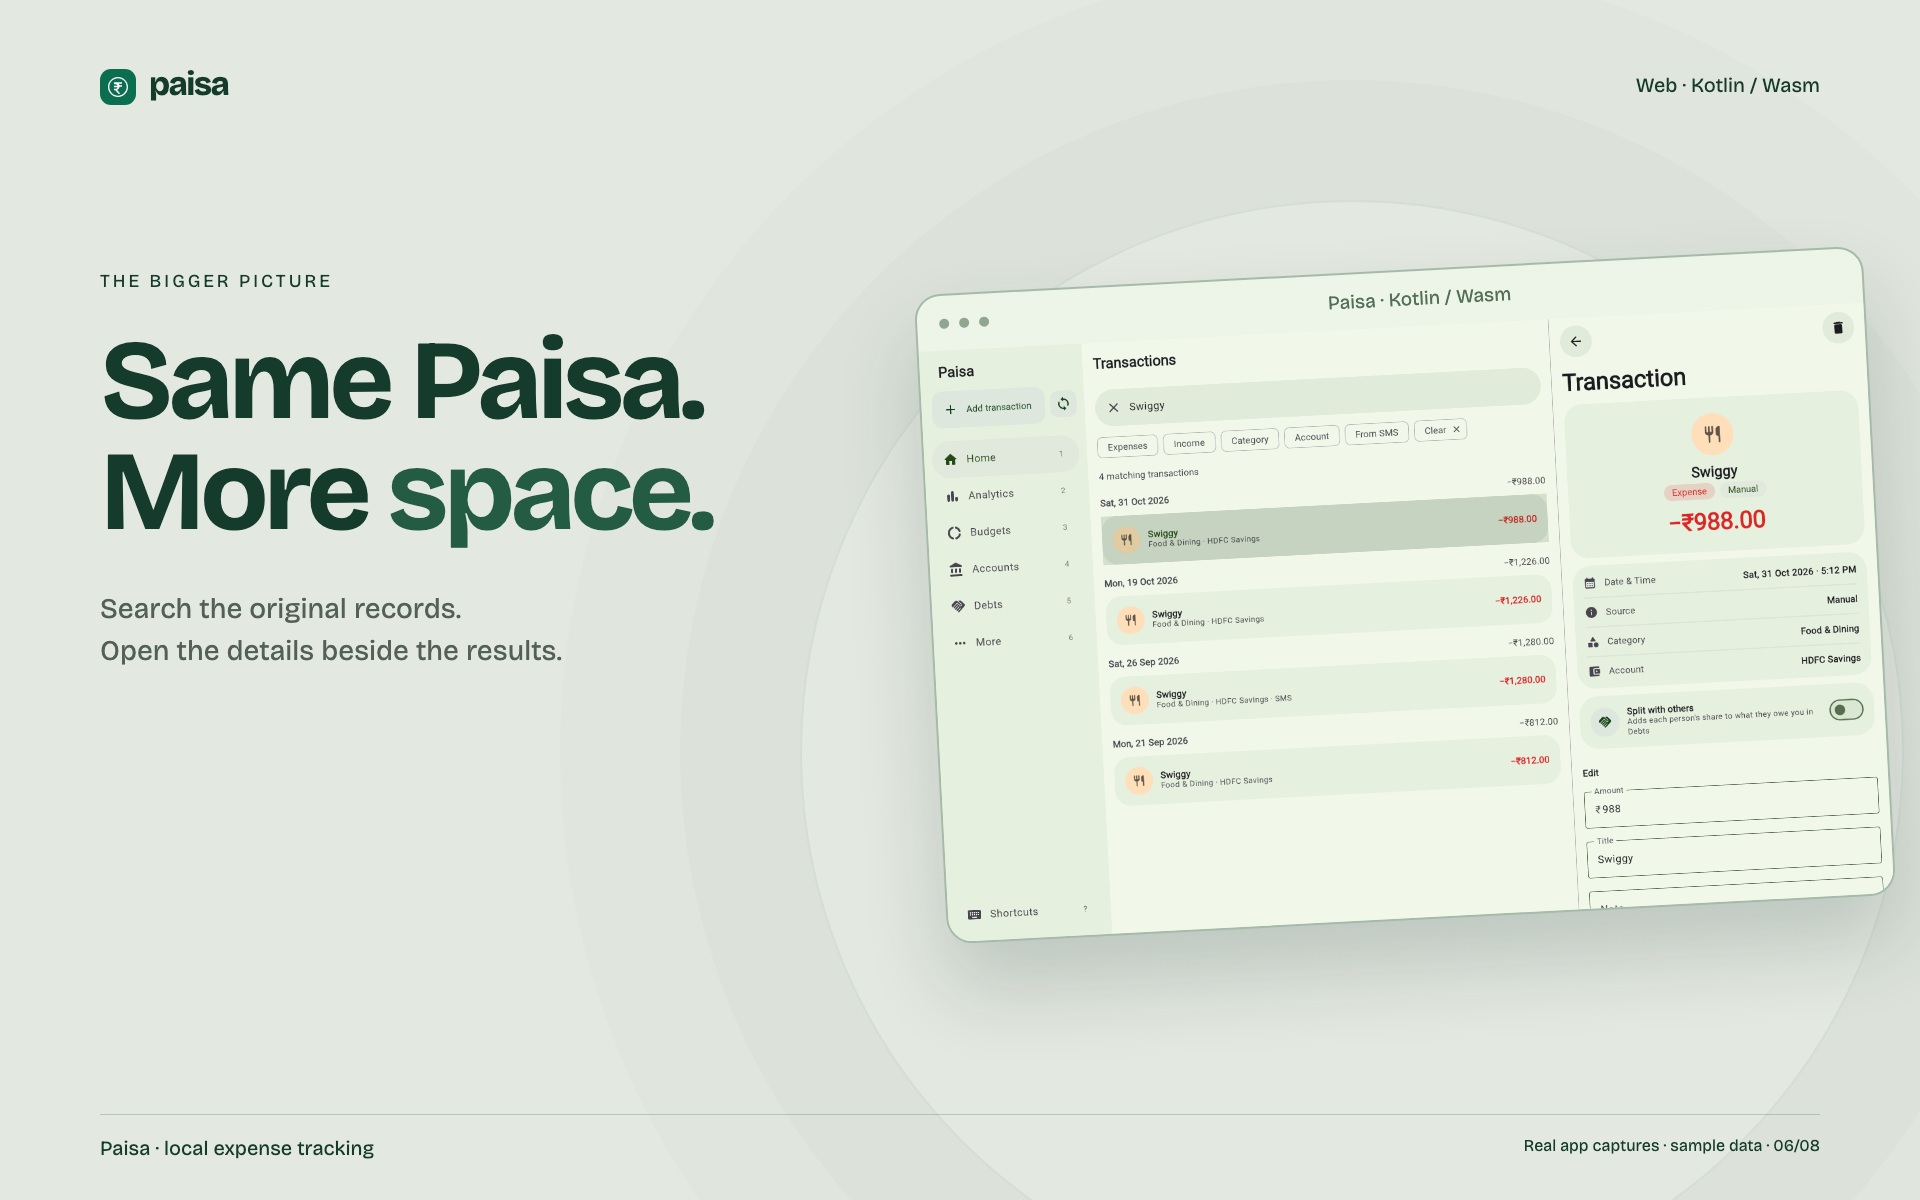 paisa
Web · Kotlin / Wasm
THE BIGGER PICTURE
Same Paisa.
More space.
Search the original records.
Open the details beside the results.
Paisa · Kotlin / Wasm
Paisa
Add transaction
Home 1
Analytics 2
Budgets 3
Accounts 4
Debts 5
More 6
Shortcuts ?
Transactions
Swiggy
Expenses Income Category Account From SMS Clear
4 matching transactions
Sat, 31 Oct 2026 −₹988.00
Swiggy −₹988.00
Food & Dining · HDFC Savings
Mon, 19 Oct 2026 −₹1,226.00
Swiggy −₹1,226.00
Food & Dining · HDFC Savings
Sat, 26 Sep 2026 −₹1,280.00
Swiggy −₹1,280.00
Food & Dining · HDFC Savings · SMS
Mon, 21 Sep 2026 −₹812.00
Swiggy −₹812.00
Food & Dining · HDFC Savings
Transaction
Swiggy
Expense Manual
−₹988.00
Date & Time Sat, 31 Oct 2026 · 5:12 PM
Source Manual
Category Food & Dining
Account HDFC Savings
Split with others
Adds each person's share to what they owe you in
Debts
Edit
Amount
₹988
Title
Swiggy
Paisa · local expense tracking
Real app captures · sample data · 06/08